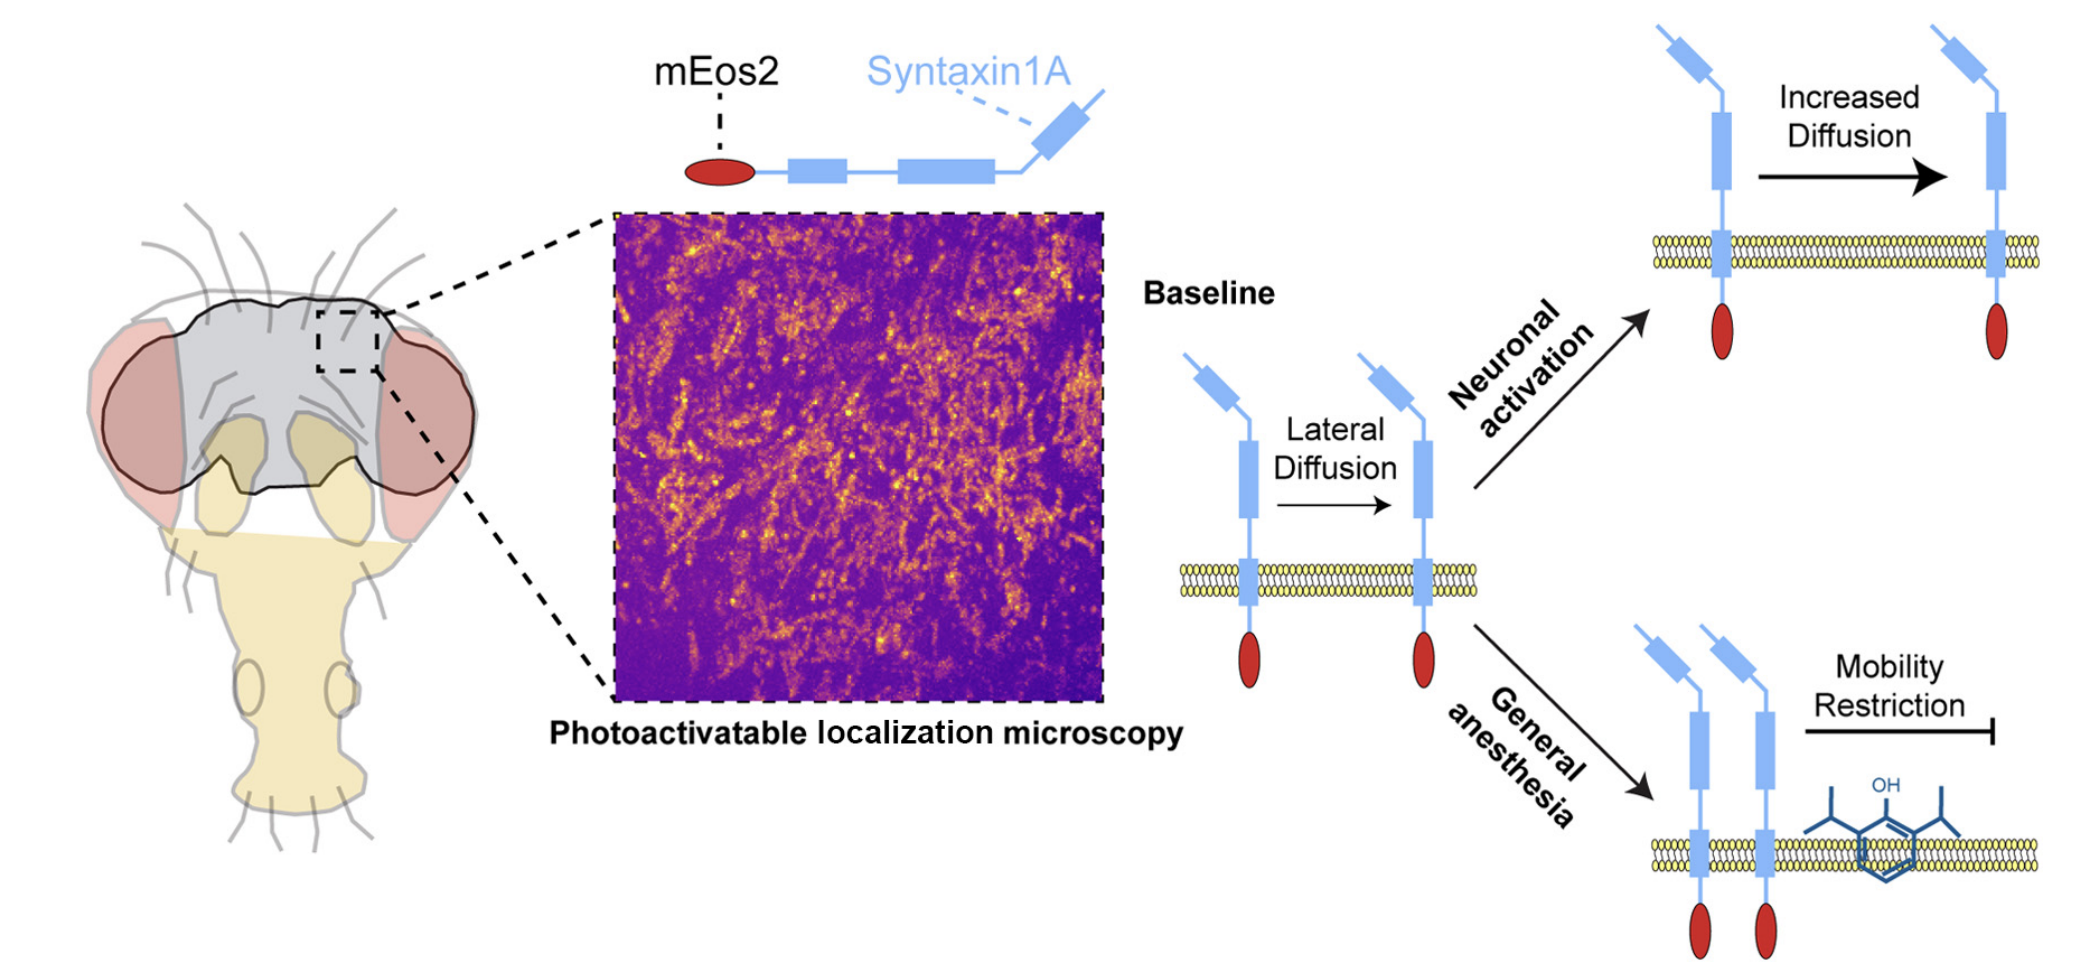 mEos2
Syntaxin1A
Photoactivatable localization microscopy
Baseline
Lateral
Diffusion
Neuronal
activation
Increased
Diffusion
General
anesthesia
Mobility
Restriction
OH